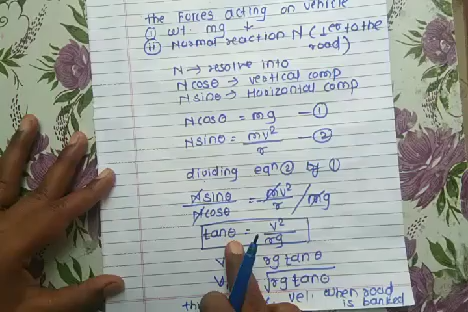 the Forces acting on vehicle
(i) wt mg ↓
(ii) Normal reaction N (⊥er to the road)
N → resolve into
N cosθ → vertical comp
N sinθ → Horizontal comp
N cosθ = mg — ①
N sinθ = mv²/r — ②
dividing eqn ② by ①
N sinθ / N cosθ = mv²/r / mg
tanθ = v²/rg
rg tanθ
√rg tanθ
vel, when road
is banked